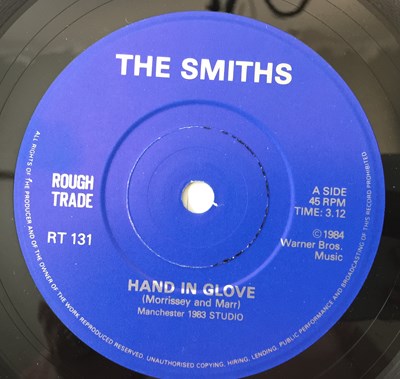 THE SMITHS
ROUGH
TRADE
RT 131
A SIDE
45 RPM
TIME: 3.12
©1984
Warner Bros.
Music
HAND IN GLOVE
(Morrissey and Marr)
Manchester 1983 STUDIO
ALL RIGHTS OF THE PRODUCER AND OF THE OWNER OF THE WORK REPRODUCED RESERVED. UNAUTHORISED COPYING, HIRING, LENDING, PUBLIC PERFORMANCE AND BROADCASTING OF THIS RECORD PROHIBITED.